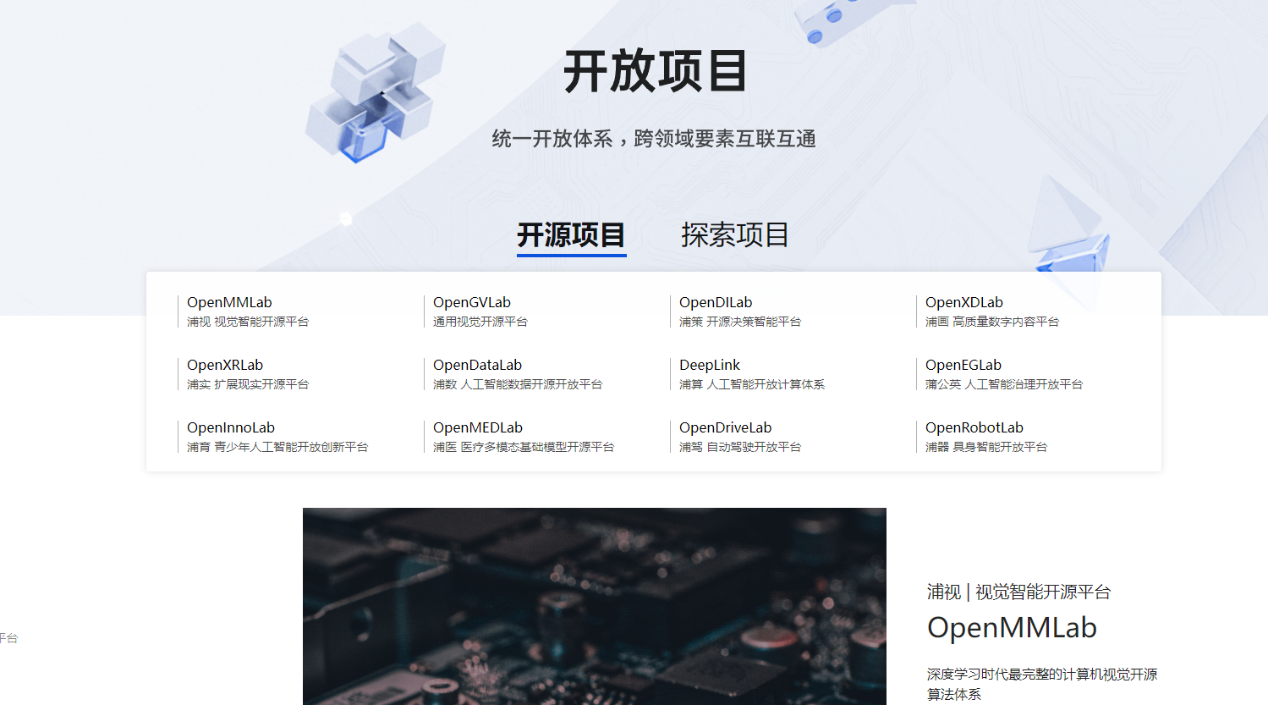 开放项目
统一开放体系，跨领域要素互联互通
开源项目
探索项目
OpenMMLab
浦视 视觉智能开源平台
OpenGVLab
通用视觉开源平台
OpenDILab
浦策 开源决策智能平台
OpenXDLab
浦画 高质量数字内容平台
OpenXRLab
浦实 扩展现实开源平台
OpenDataLab
浦数 人工智能数据开源开放平台
DeepLink
浦算 人工智能开放计算体系
OpenEGLab
蒲公英 人工智能治理开放平台
OpenInnoLab
浦育 青少年人工智能开放创新平台
OpenMEDLab
浦医 医疗多模态基础模型开源平台
OpenDriveLab
浦驾 自动驾驶开放平台
OpenRobotLab
浦器 具身智能开放平台
平台
浦视 | 视觉智能开源平台
OpenMMLab
深度学习时代最完整的计算机视觉开源
算法体系